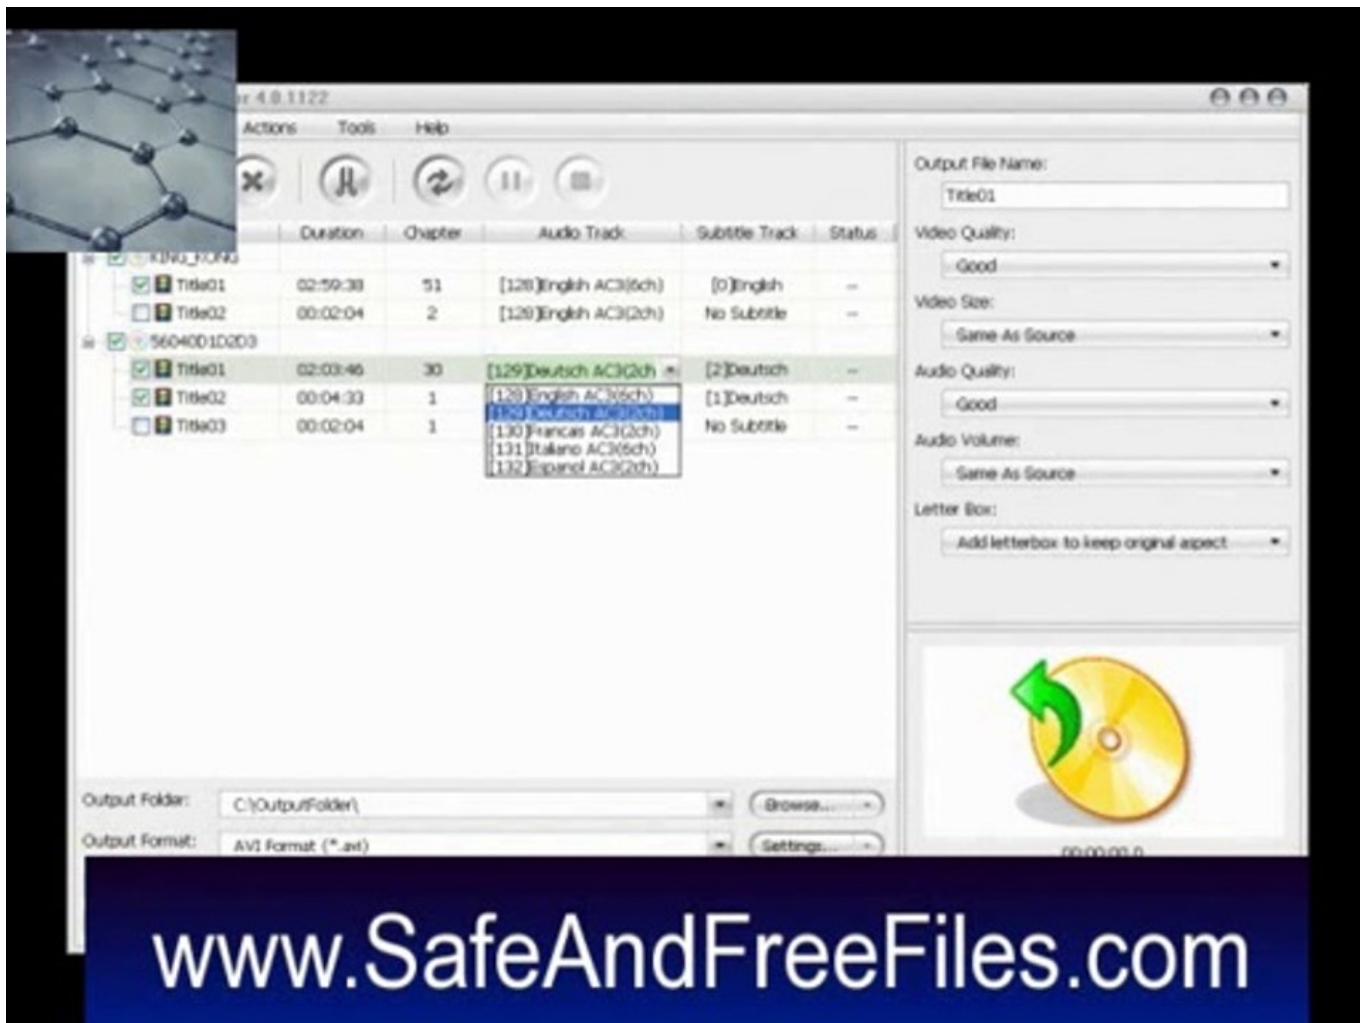 4.0.1122
Actions Tools Help
Duration Chapter Audio Track Subtitle Track Status
KING_KONG
Title01 02:59:38 51 [128]English AC3(6ch) [0]English --
Title02 00:02:04 2 [128]English AC3(2ch) No Subtitle --
56040D1D2D3
Title01 02:03:46 30 [129]Deutsch AC3(2ch [2]Deutsch --
Title02 00:04:33 1 [1]Deutsch --
Title03 00:02:04 1 No Subtitle --
[128]English AC3(6ch)
[129]Deutsch AC3(2ch)
[130]Francais AC3(2ch)
[131]Italiano AC3(6ch)
[132]Espanol AC3(2ch)
Output File Name:
Title01
Video Quality:
Good
Video Size:
Same As Source
Audio Quality:
Good
Audio Volume:
Same As Source
Letter Box:
Add letterbox to keep original aspect
Output Folder: C:\OutputFolder\ Browse...
Output Format: AVI Format (*.avi) Settings...
00:00:00.0
www.SafeAndFreeFiles.com